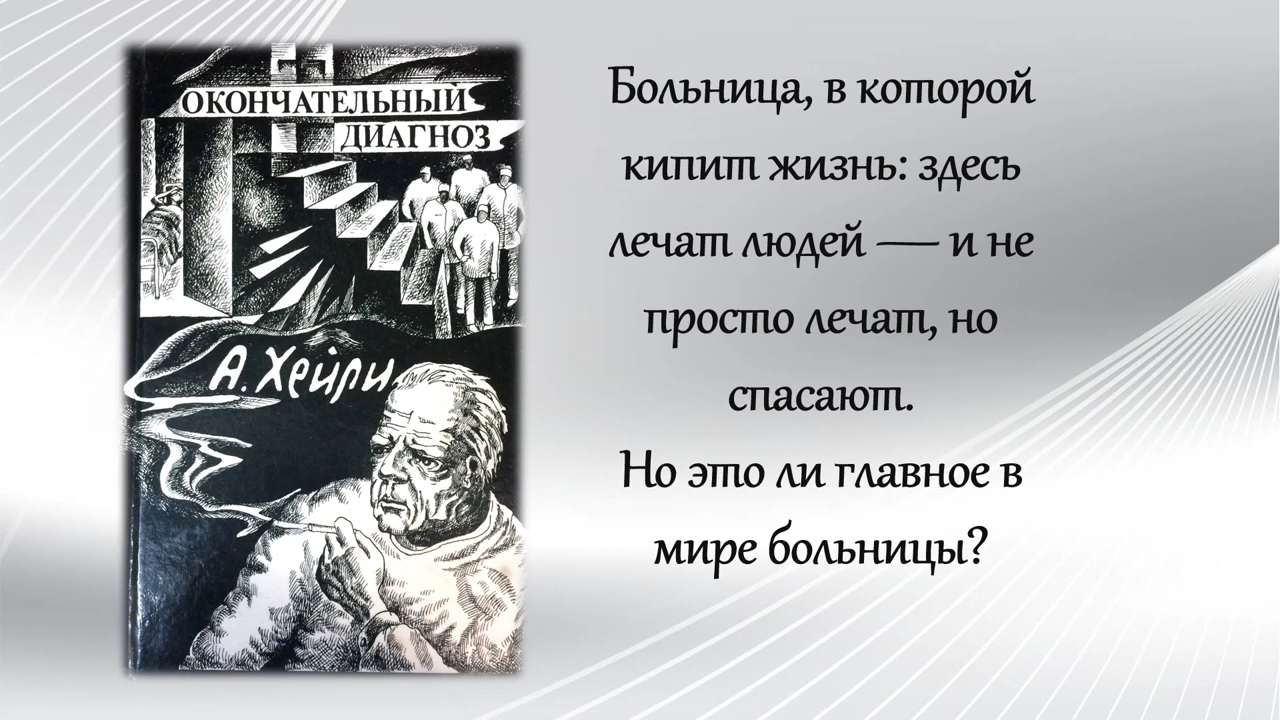 ОКОНЧАТЕЛЬНЫЙ
ДИАГНОЗ
А. Хейли
Больница, в которой
кипит жизнь: здесь
лечат людей — и не
просто лечат, но
спасают.
Но это ли главное в
мире больницы?